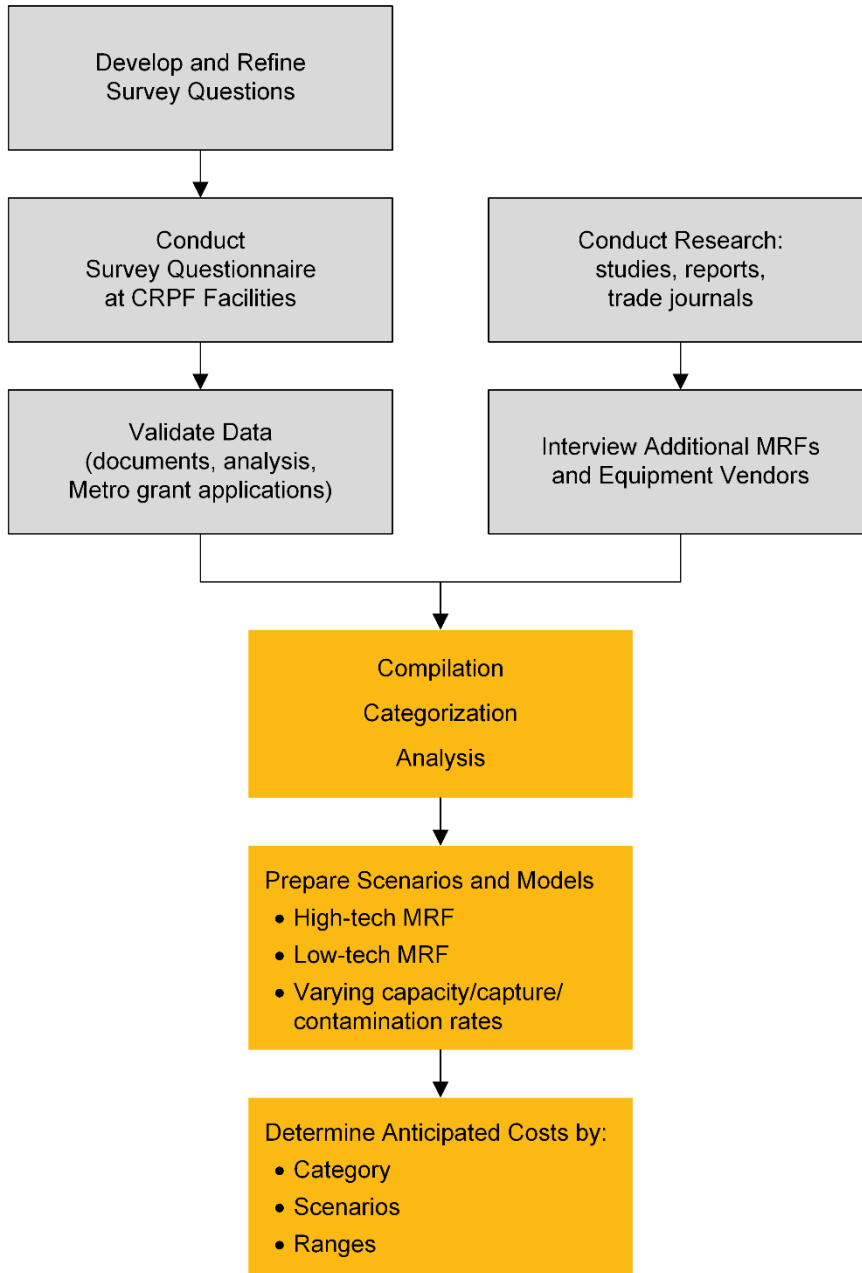 Develop and Refine
Survey Questions
Conduct
Survey Questionnaire
at CRPF Facilities
Conduct Research:
studies, reports,
trade journals
Validate Data
(documents, analysis,
Metro grant applications)
Interview Additional MRFs
and Equipment Vendors
Compilation
Categorization
Analysis
Prepare Scenarios and Models
• High-tech MRF
• Low-tech MRF
• Varying capacity/capture/
contamination rates
Determine Anticipated Costs by:
• Category
• Scenarios
• Ranges